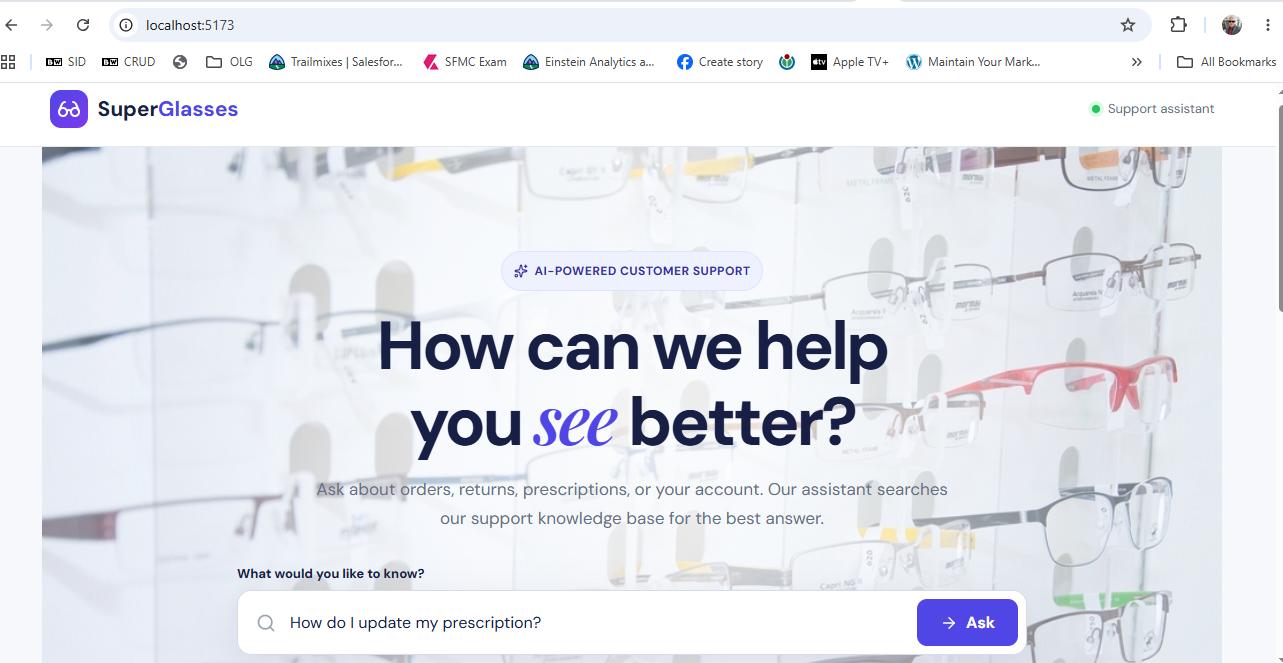 localhost:5173
SID
CRUD
OLG
Trailmixes | Salesfor...
SFMC Exam
Einstein Analytics a...
Create story
Apple TV+
Maintain Your Mark...
All Bookmarks
SuperGlasses
Support assistant
AI-POWERED CUSTOMER SUPPORT
How can we help
you see better?
Ask about orders, returns, prescriptions, or your account. Our assistant searches
our support knowledge base for the best answer.
What would you like to know?
How do I update my prescription?
Ask